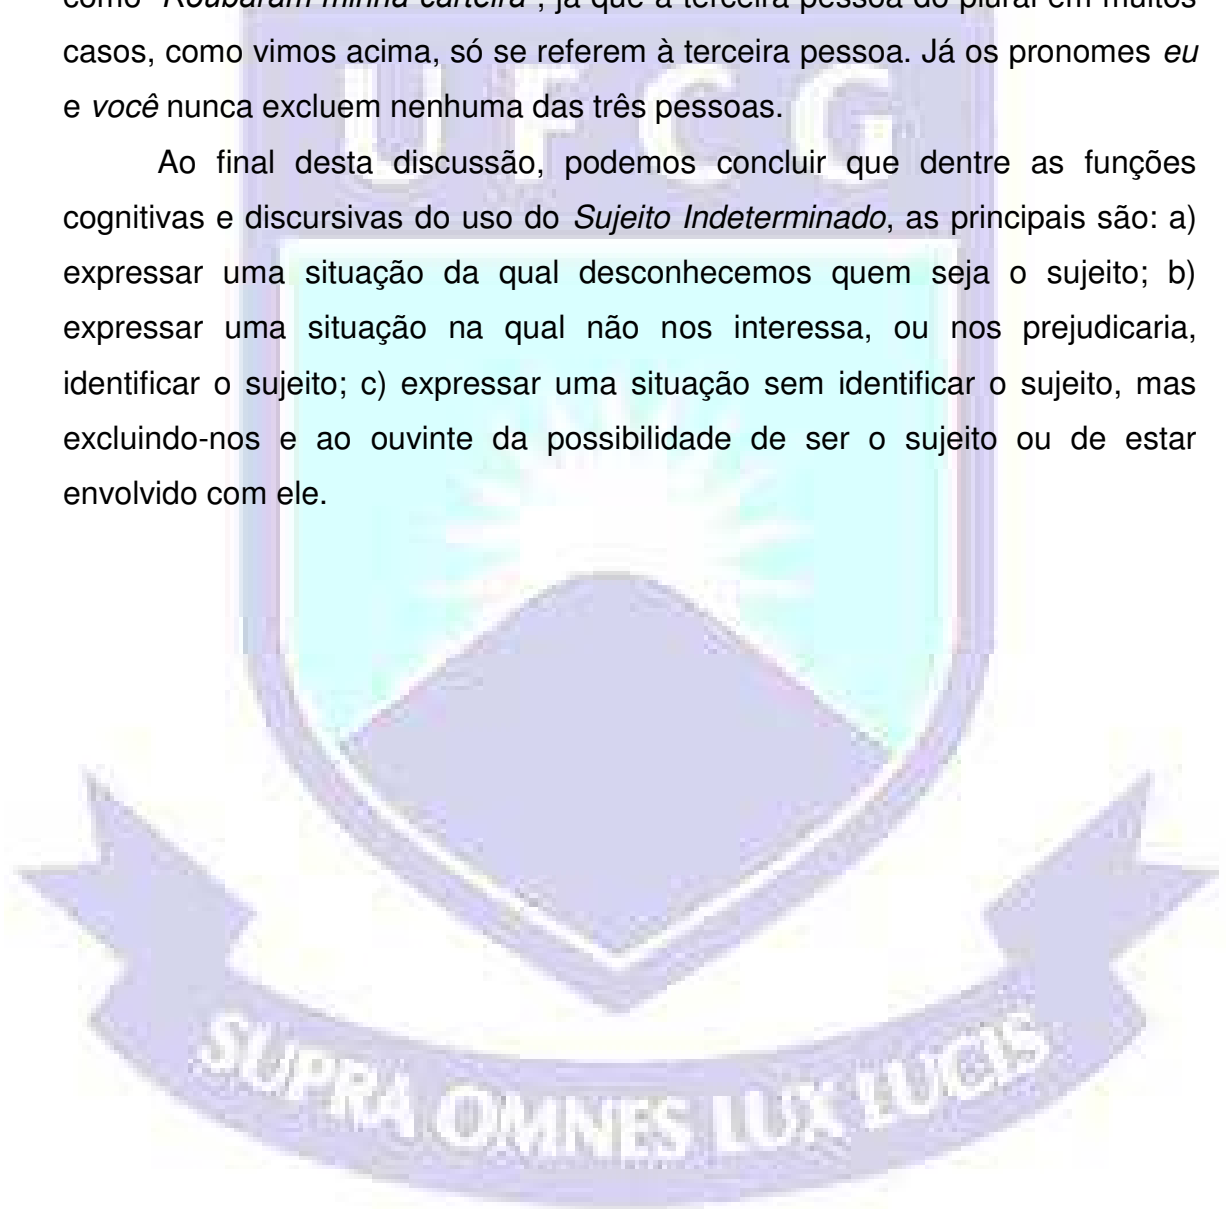 como "Roubaram minha carteira", já que a terceira pessoa do plural em muitos
casos, como vimos acima, só se referem à terceira pessoa. Já os pronomes eu
e você nunca excluem nenhuma das três pessoas.
Ao final desta discussão, podemos concluir que dentre as funções
cognitivas e discursivas do uso do Sujeito Indeterminado, as principais são: a)
expressar uma situação da qual desconhecemos quem seja o sujeito; b)
expressar uma situação na qual não nos interessa, ou nos prejudicaria,
identificar o sujeito; c) expressar uma situação sem identificar o sujeito, mas
excluindo-nos e ao ouvinte da possibilidade de ser o sujeito ou de estar
envolvido com ele.
UFCG
SUPRA OMNES LUX LUCIS